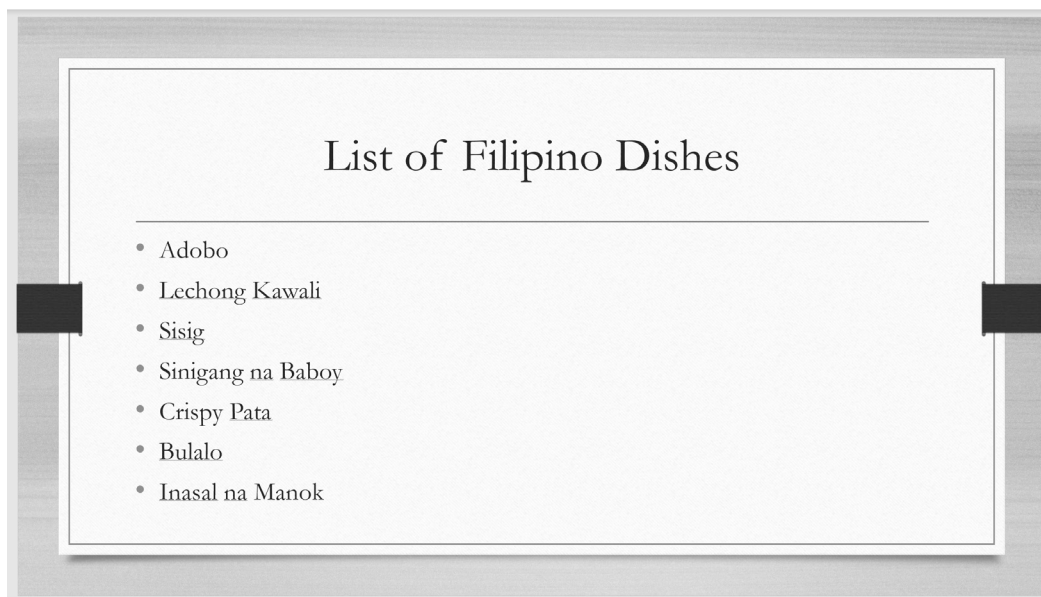 List of Filipino Dishes
• Adobo
• Lechong Kawali
• Sisig
• Sinigang na Baboy
• Crispy Pata
• Bulalo
• Inasal na Manok